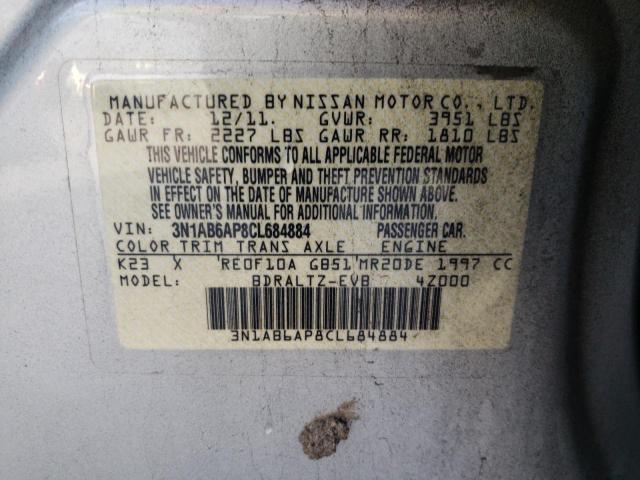 MANUFACTURED BY NISSAN MOTOR CO., LTD.
DATE: 12/11. GVWR: 3951 LBS
GAWR FR: 2227 LBS GAWR RR: 1810 LBS
THIS VEHICLE CONFORMS TO ALL APPLICABLE FEDERAL MOTOR
VEHICLE SAFETY, BUMPER AND THEFT PREVENTION STANDARDS
IN EFFECT ON THE DATE OF MANUFACTURE SHOWN ABOVE.
SEE OWNER'S MANUAL FOR ADDITIONAL INFORMATION.
VIN: 3N1AB6AP8CL684884 PASSENGER CAR.
COLOR TRIM TRANS AXLE ENGINE
K23 X RE0F10A GB51 MR20DE 1997 CC
MODEL: BDRALTZ-EVB 4Z000
3N1AB6AP8CL684884